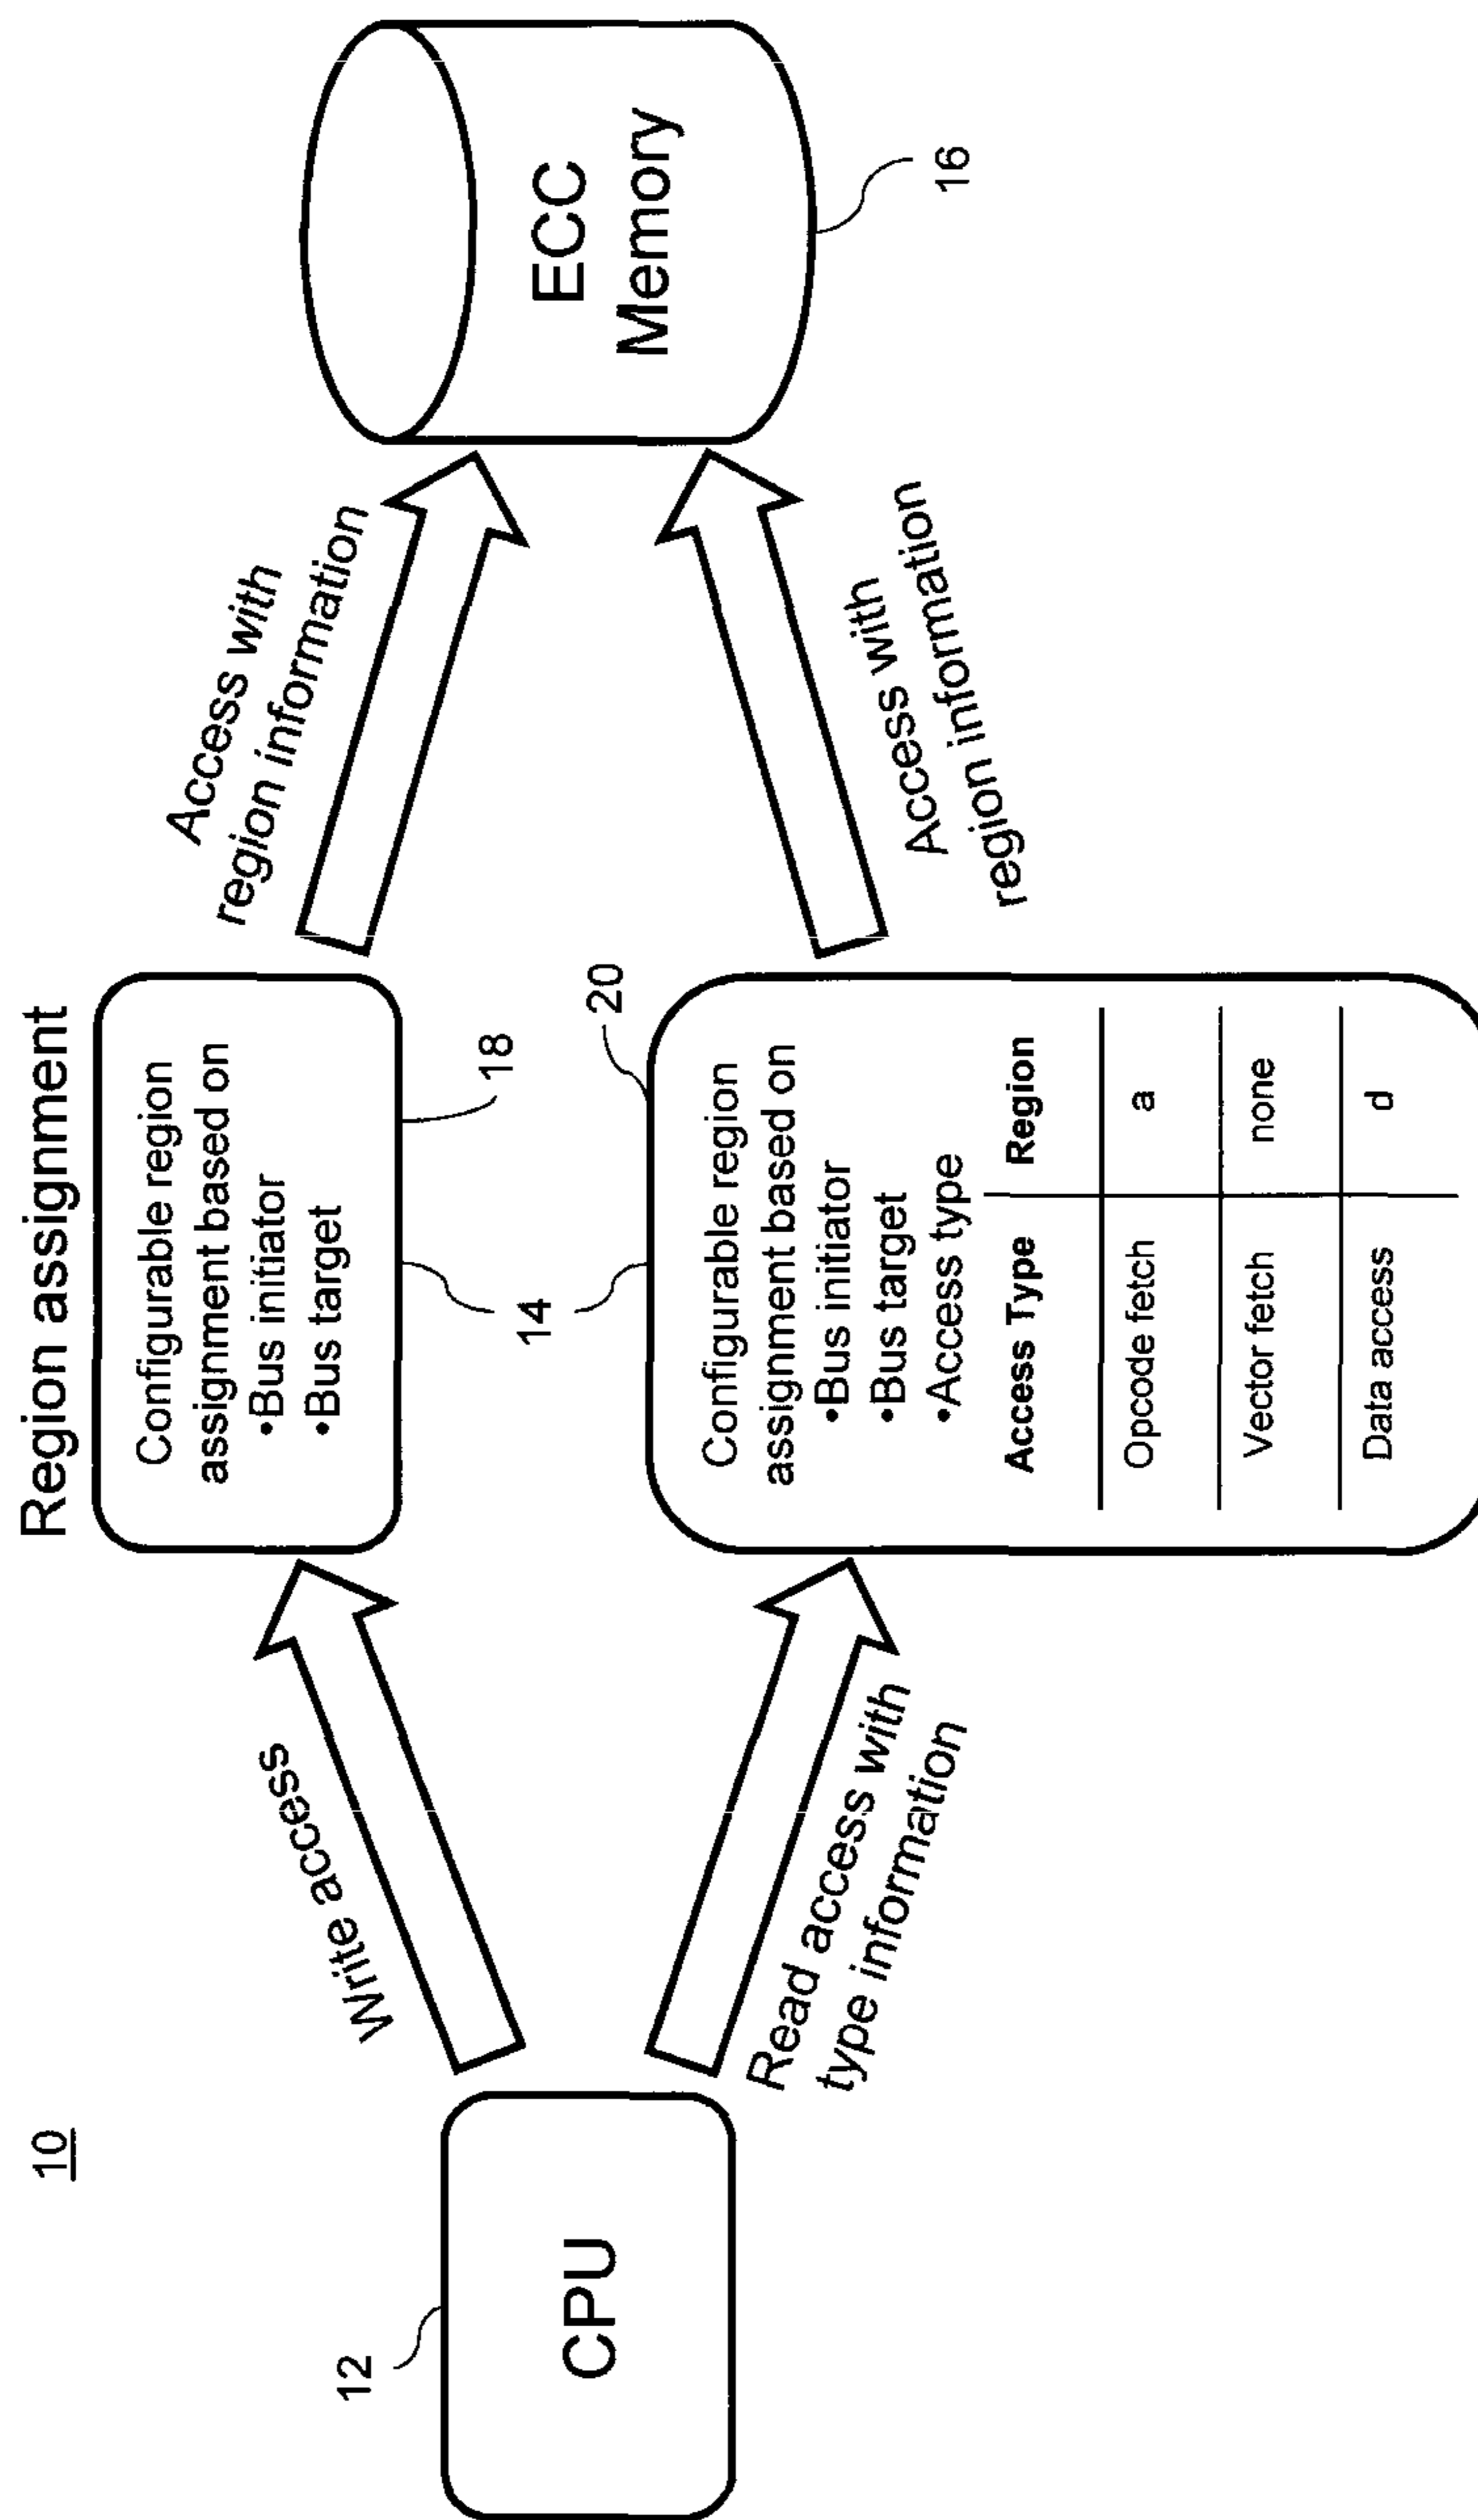 10
Region assignment
12
CPU
Write access
Read access with
type information
Configurable region
assignment based on
•Bus initiator
•Bus target
18
14
20
Configurable region
assignment based on
•Bus initiator
•Bus target
•Access type
Access Type Region
Opcode fetch a
Vector fetch none
Data access d
Access with
region information
Access with
region information
ECC
Memory
16